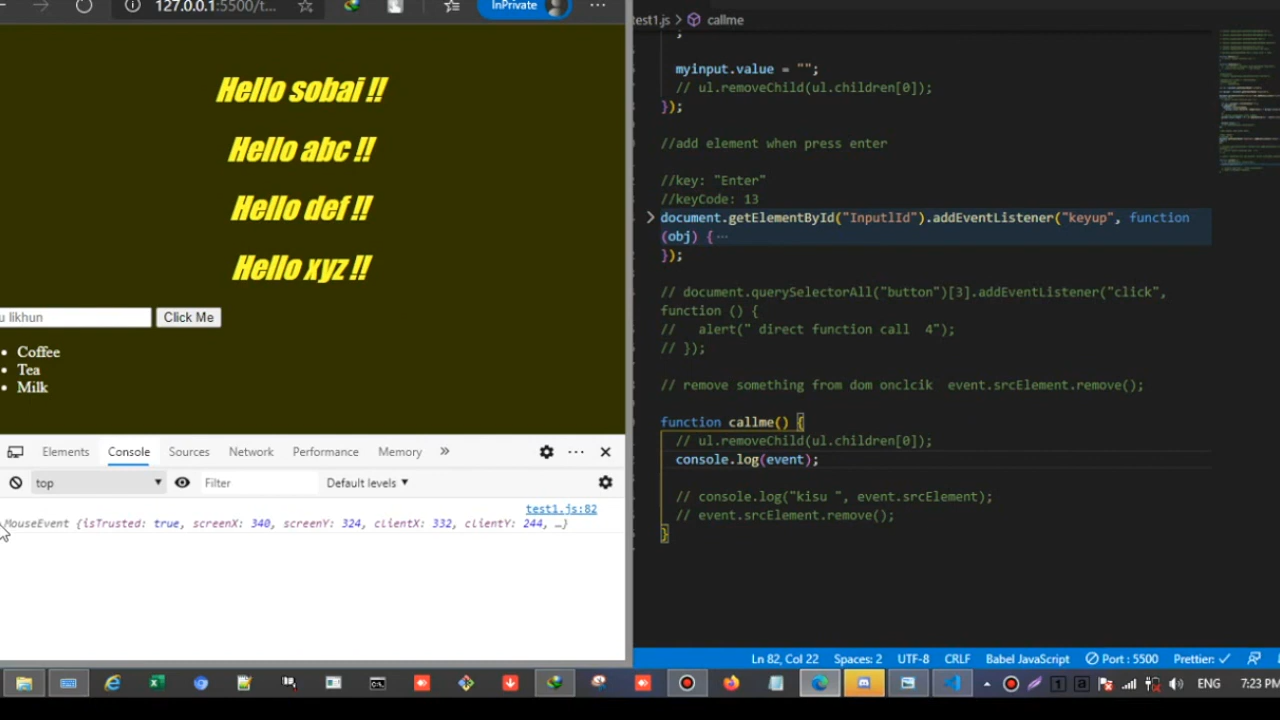 127.0.0.1:5500/t...
InPrivate
Hello sobai !!
Hello abc !!
Hello def !!
Hello xyz !!
u likhun
Click Me
Coffee
Tea
Milk
Elements Console Sources Network Performance Memory »
top
Filter
Default levels ▼
test1.js:82
MouseEvent {isTrusted: true, screenX: 340, screenY: 324, clientX: 332, clientY: 244, …}
test1.js > callme
;
myinput.value = "";
// ul.removeChild(ul.children[0]);
});
//add element when press enter
//key: "Enter"
//keyCode: 13
document.getElementById("InputlId").addEventListener("keyup", function
(obj) { ...
});
// document.querySelectorAll("button")[3].addEventListener("click",
function () {
//   alert(" direct function call  4");
// });
// remove something from dom onclcik  event.srcElement.remove();
function callme() {
// ul.removeChild(ul.children[0]);
console.log(event);
// console.log("kisu ", event.srcElement);
// event.srcElement.remove();
}
Ln 82, Col 22 Spaces: 2 UTF-8 CRLF Babel JavaScript Port : 5500 Prettier: ✓
ENG 7:23 PM